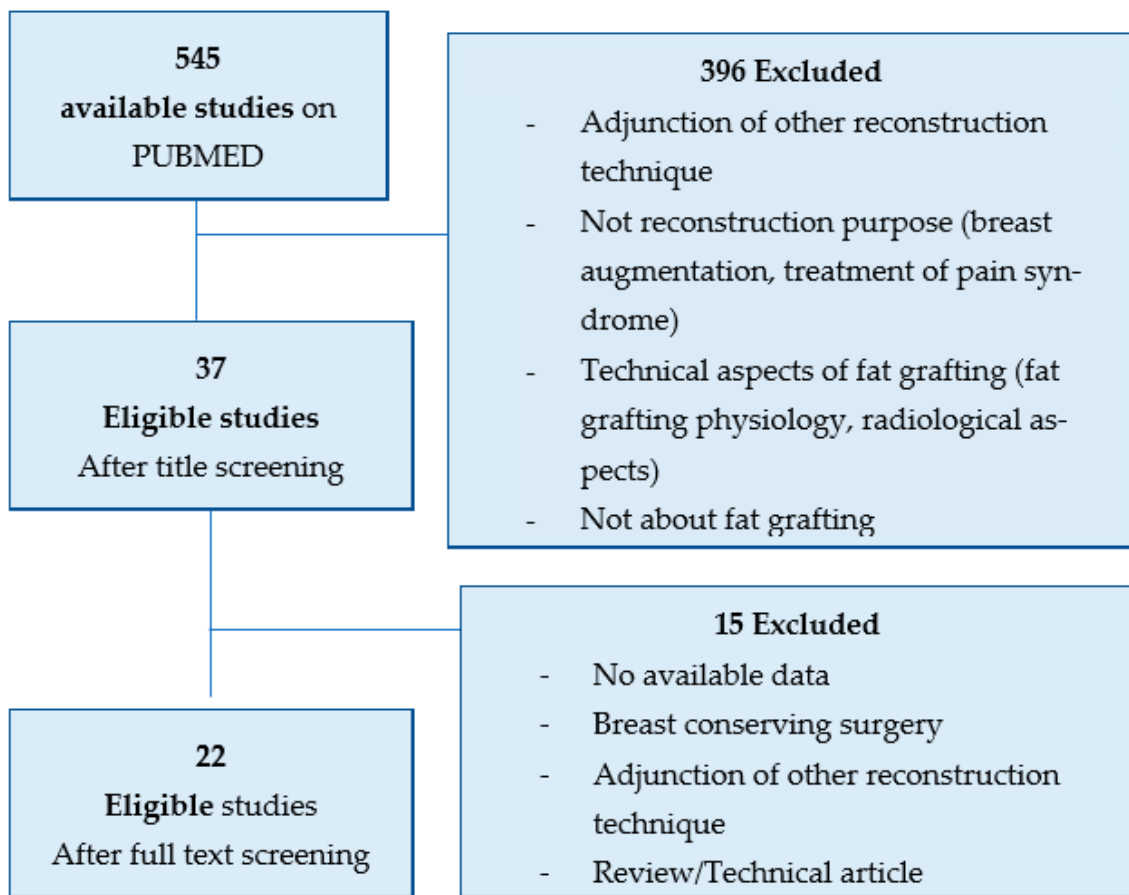 545
available studies on
PUBMED
396 Excluded
- Adjunction of other reconstruction
technique
- Not reconstruction purpose (breast
augmentation, treatment of pain syn-
drome)
- Technical aspects of fat grafting (fat
grafting physiology, radiological as-
pects)
- Not about fat grafting
37
Eligible studies
After title screening
15 Excluded
- No available data
- Breast conserving surgery
- Adjunction of other reconstruction
technique
- Review/Technical article
22
Eligible studies
After full text screening